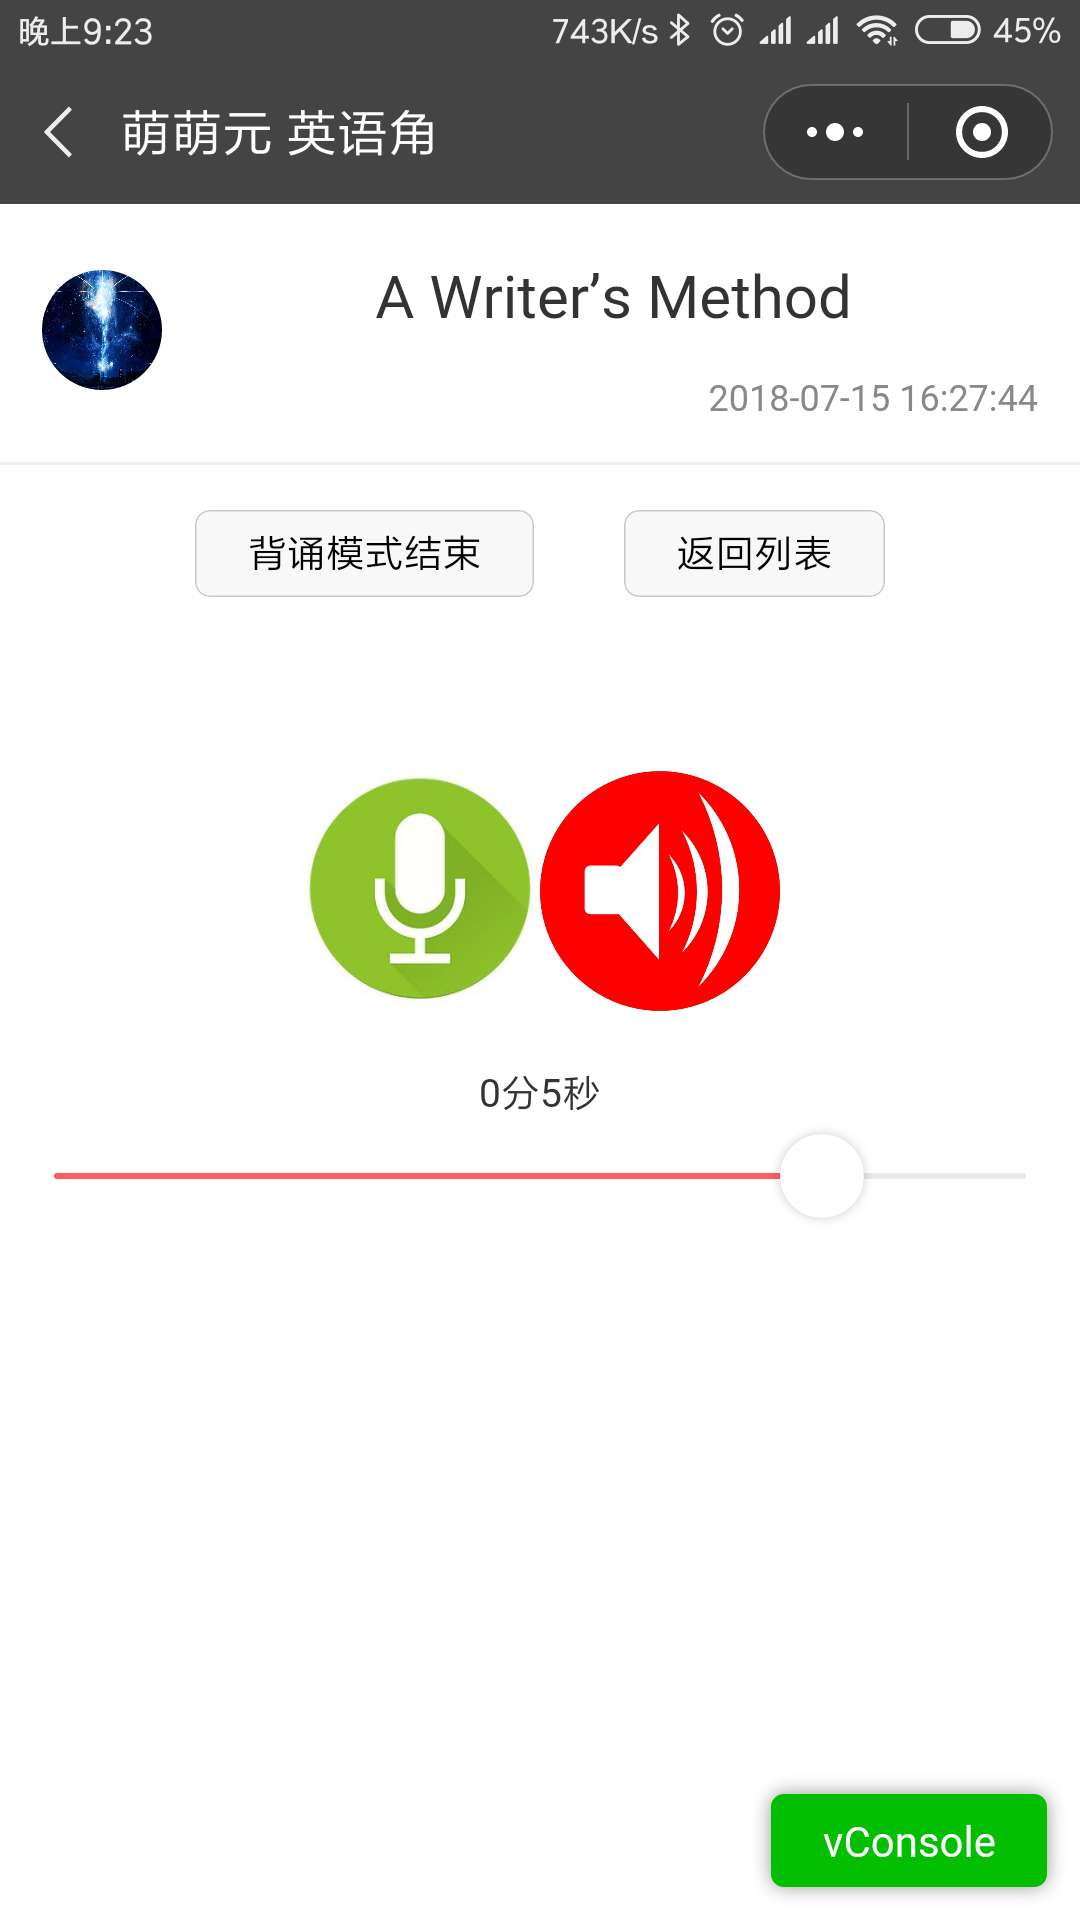 晚上9:23 743K/s 45%
萌萌元 英语角
A Writer’s Method
2018-07-15 16:27:44
背诵模式结束 返回列表
0分5秒
vConsole